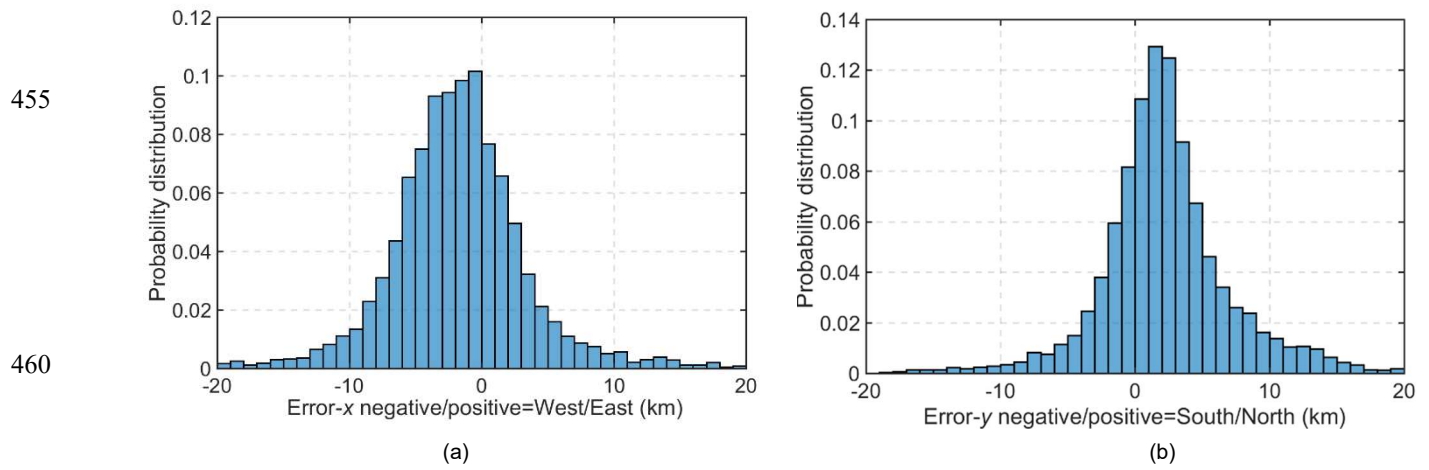 455
460
0.12
0.1
0.08
0.06
0.04
0.02
0
Probability distribution
-20 -10 0 10 20
Error-x negative/positive=West/East (km)
(a)
0.14
0.12
0.1
0.08
0.06
0.04
0.02
0
Probability distribution
-20 -10 0 10 20
Error-y negative/positive=South/North (km)
(b)